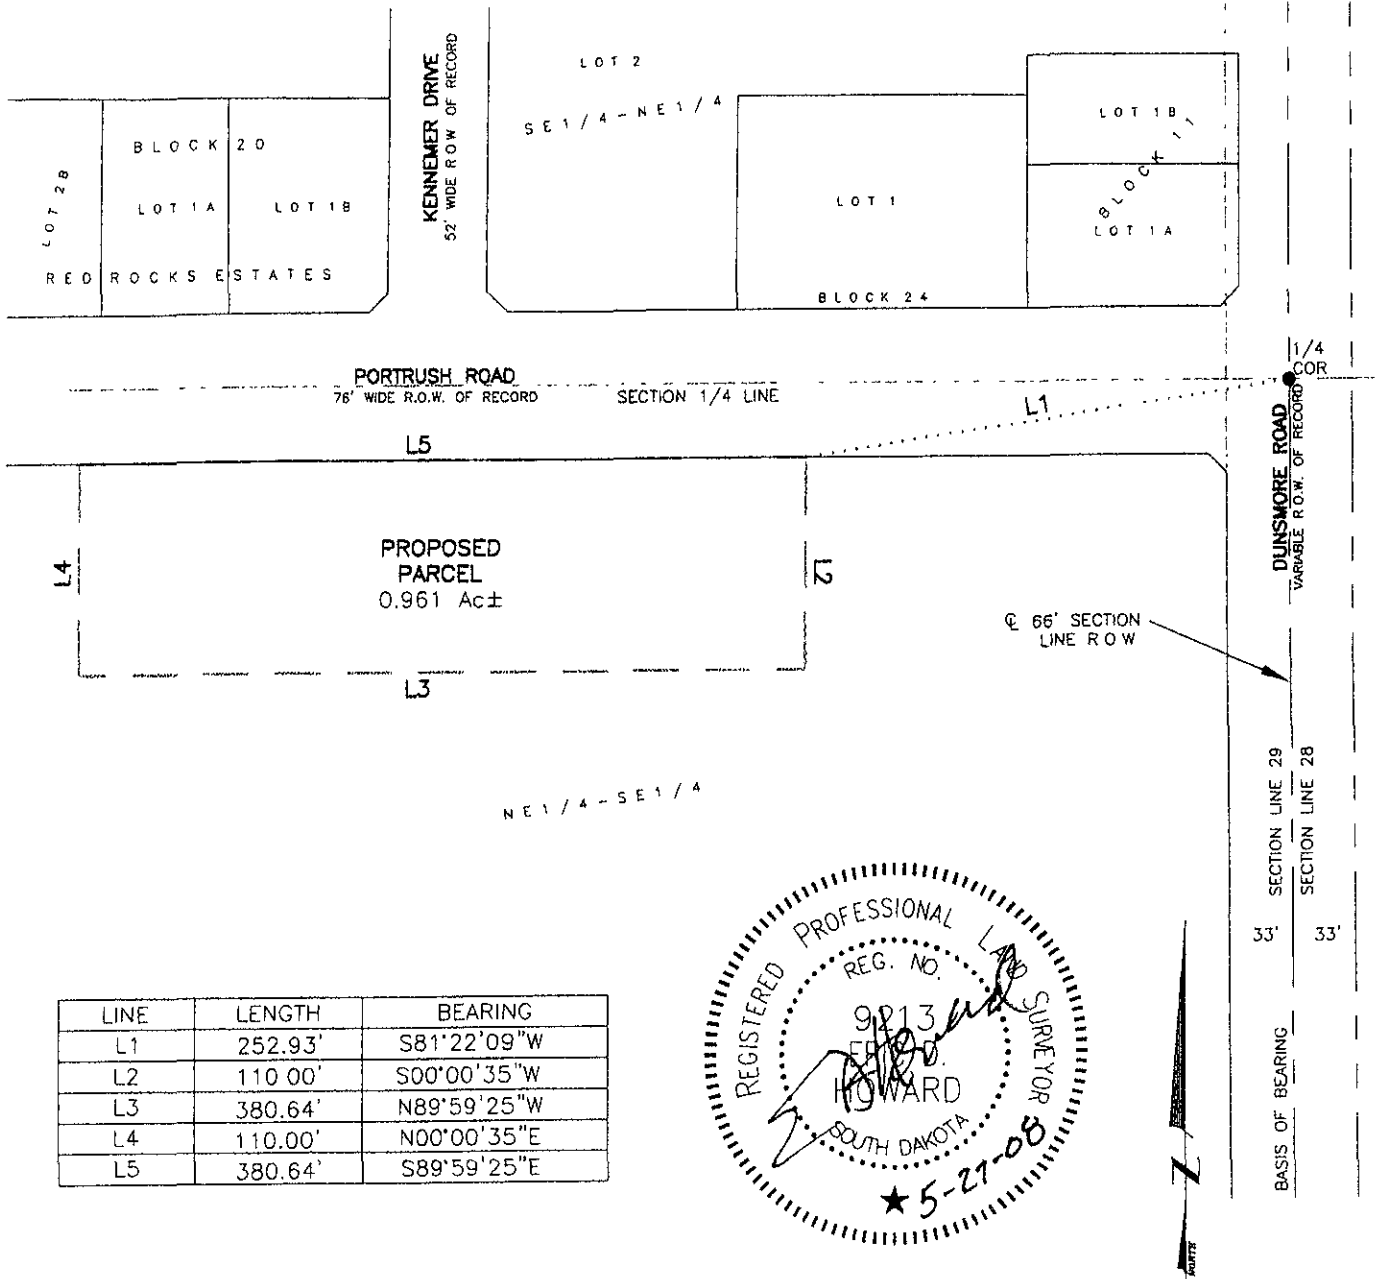 KENNEMER DRIVE
52' WIDE ROW OF RECORD
LOT 2
SE1/4-NE1/4
BLOCK 20
LOT 2B
LOT 1A
LOT 1B
RED ROCKS ESTATES
LOT 1
BLOCK 24
LOT 1B
BLOCK 11
LOT 1A
PORTRUSH ROAD
76' WIDE R.O.W. OF RECORD
SECTION 1/4 LINE
L1
1/4
COR
DUNSMORE ROAD
VARIABLE R.O.W. OF RECORD
L5
L4
PROPOSED
PARCEL
0.961 Ac±
L2
L3
℄ 66' SECTION
LINE ROW
NE1/4-SE1/4
SECTION LINE 29
SECTION LINE 28
33'
33'
BASIS OF BEARING
LINE LENGTH BEARING
L1 252.93' S81°22'09"W
L2 110 00' S00°00'35"W
L3 380.64' N89°59'25"W
L4 110.00' N00°00'35"E
L5 380.64' S89°59'25"E
REGISTERED PROFESSIONAL LAND SURVEYOR
REG. NO.
9213
D.
HOWARD
SOUTH DAKOTA
★ 5-27-08
NORTH